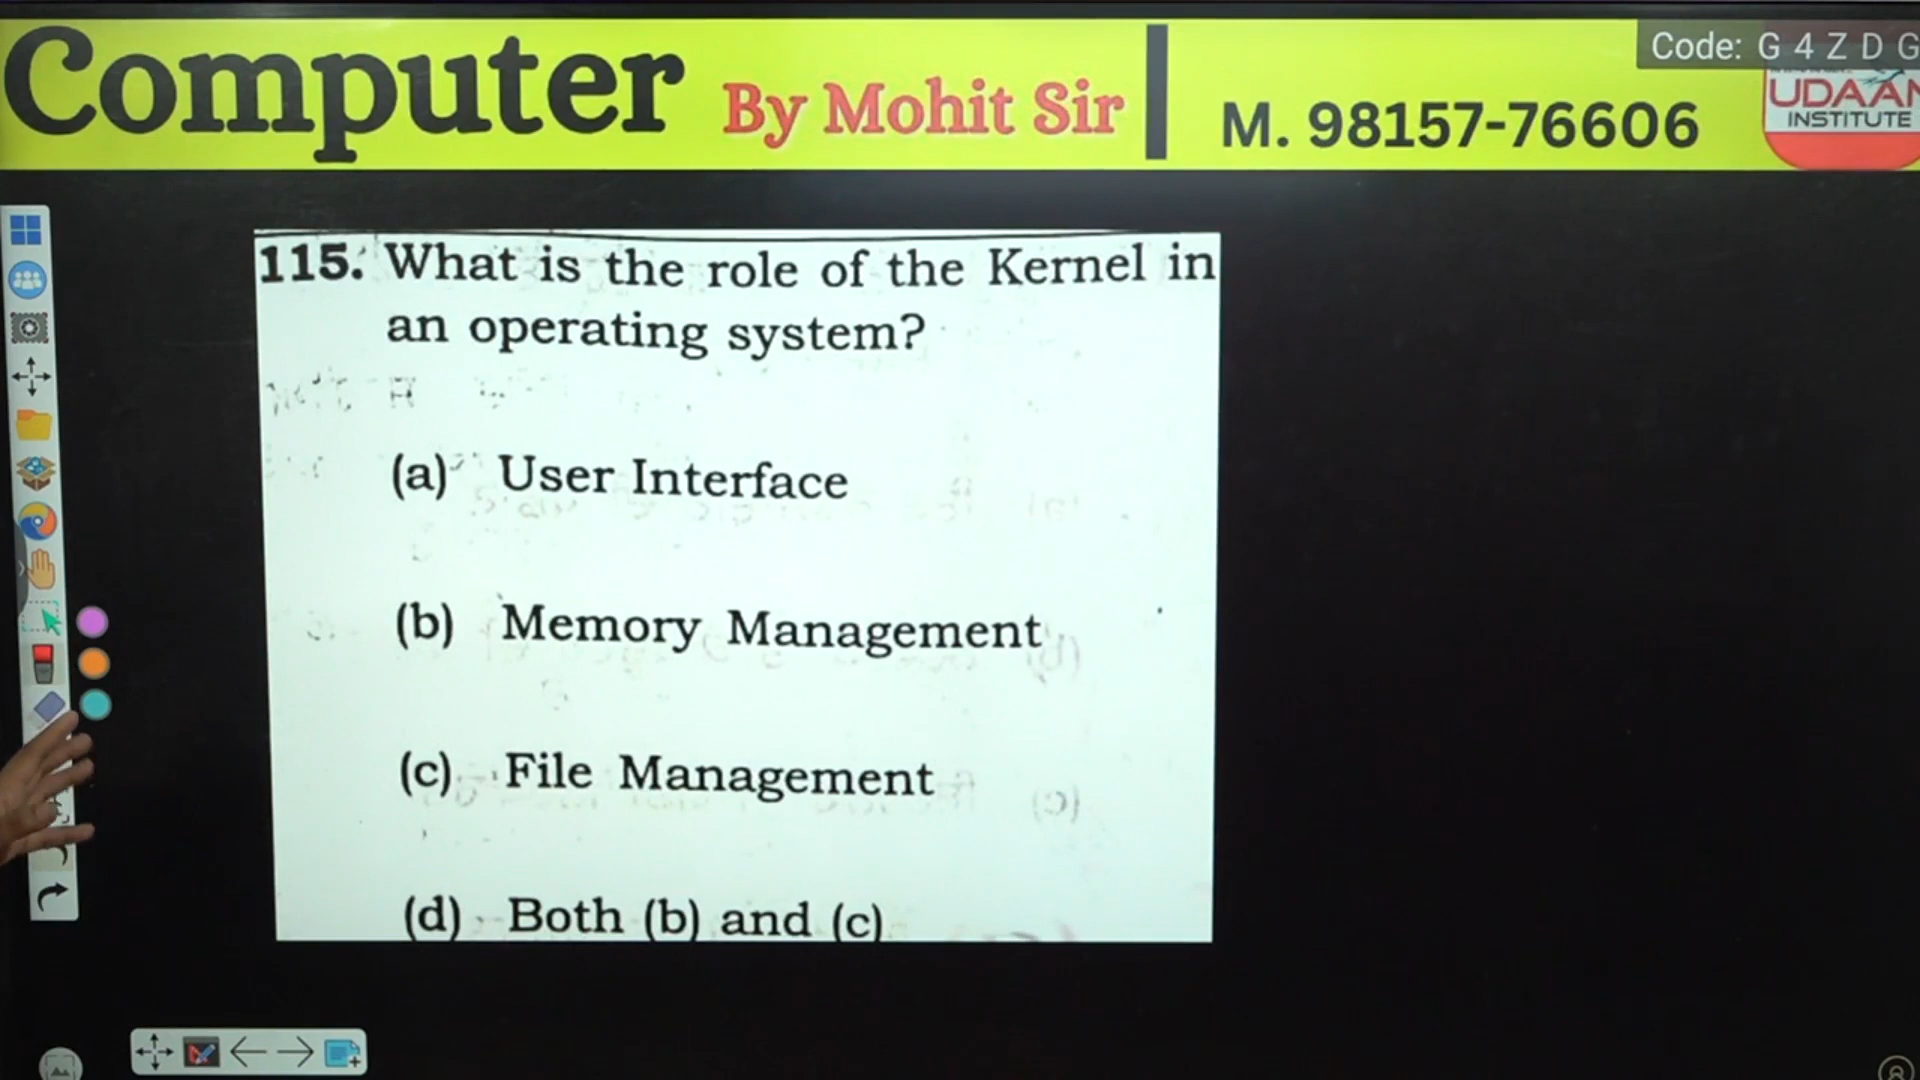 Computer By Mohit Sir M. 98157-76606
Code: G 4 Z D G
UDAAN
INSTITUTE
115. What is the role of the Kernel in
an operating system?
(a) User Interface
(b) Memory Management
(c) File Management
(d) Both (b) and (c)